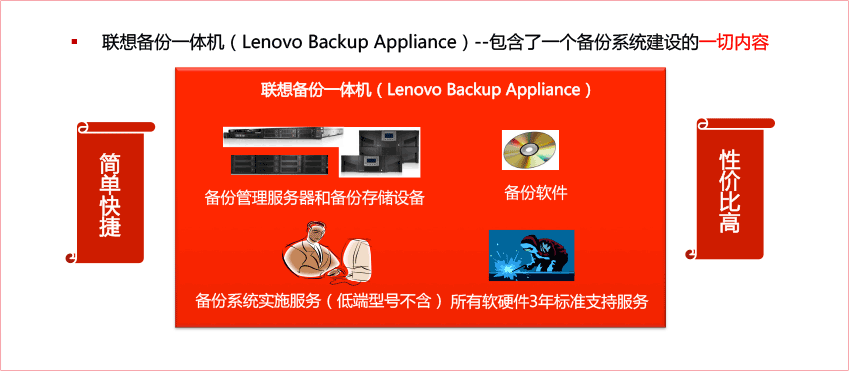 联想备份一体机（Lenovo Backup Appliance）--包含了一个备份系统建设的一切内容
联想备份一体机（Lenovo Backup Appliance）
简单快捷
备份管理服务器和备份存储设备
备份软件
备份系统实施服务（低端型号不含）
所有软硬件3年标准支持服务
性价比高